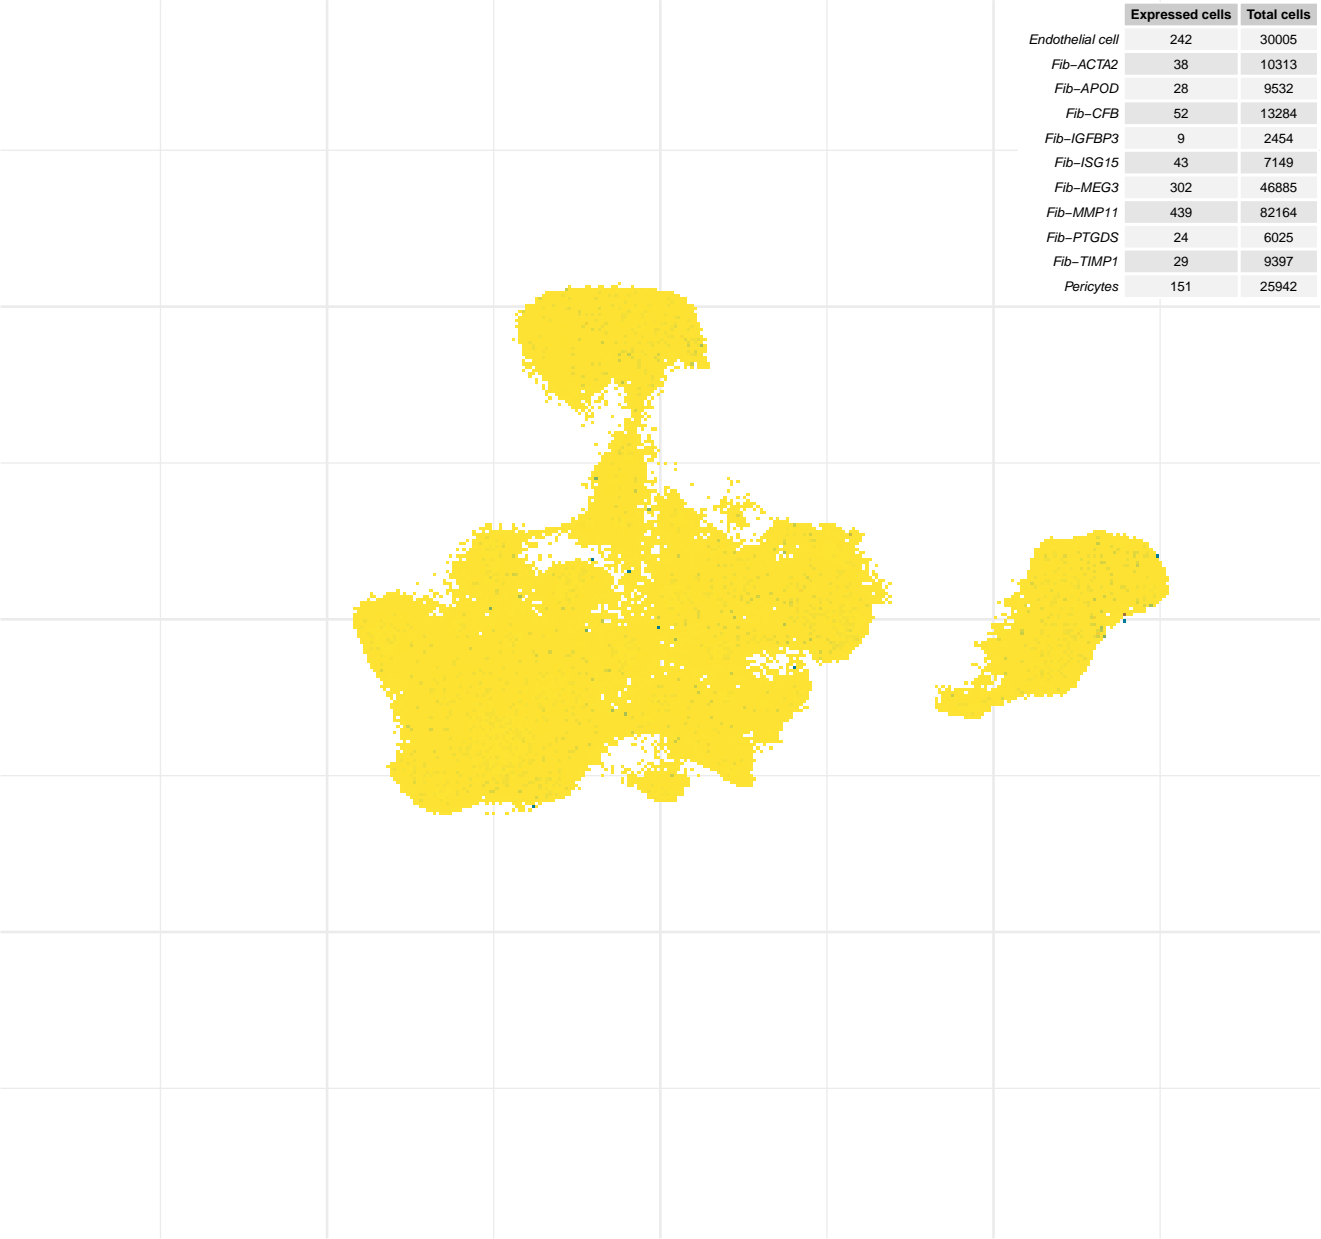 Expressed cells Total cells
Endothelial cell 242 30005
Fib−ACTA2 38 10313
Fib−APOD 28 9532
Fib−CFB 52 13284
Fib−IGFBP3 9 2454
Fib−ISG15 43 7149
Fib−MEG3 302 46885
Fib−MMP11 439 82164
Fib−PTGDS 24 6025
Fib−TIMP1 29 9397
Pericytes 151 25942